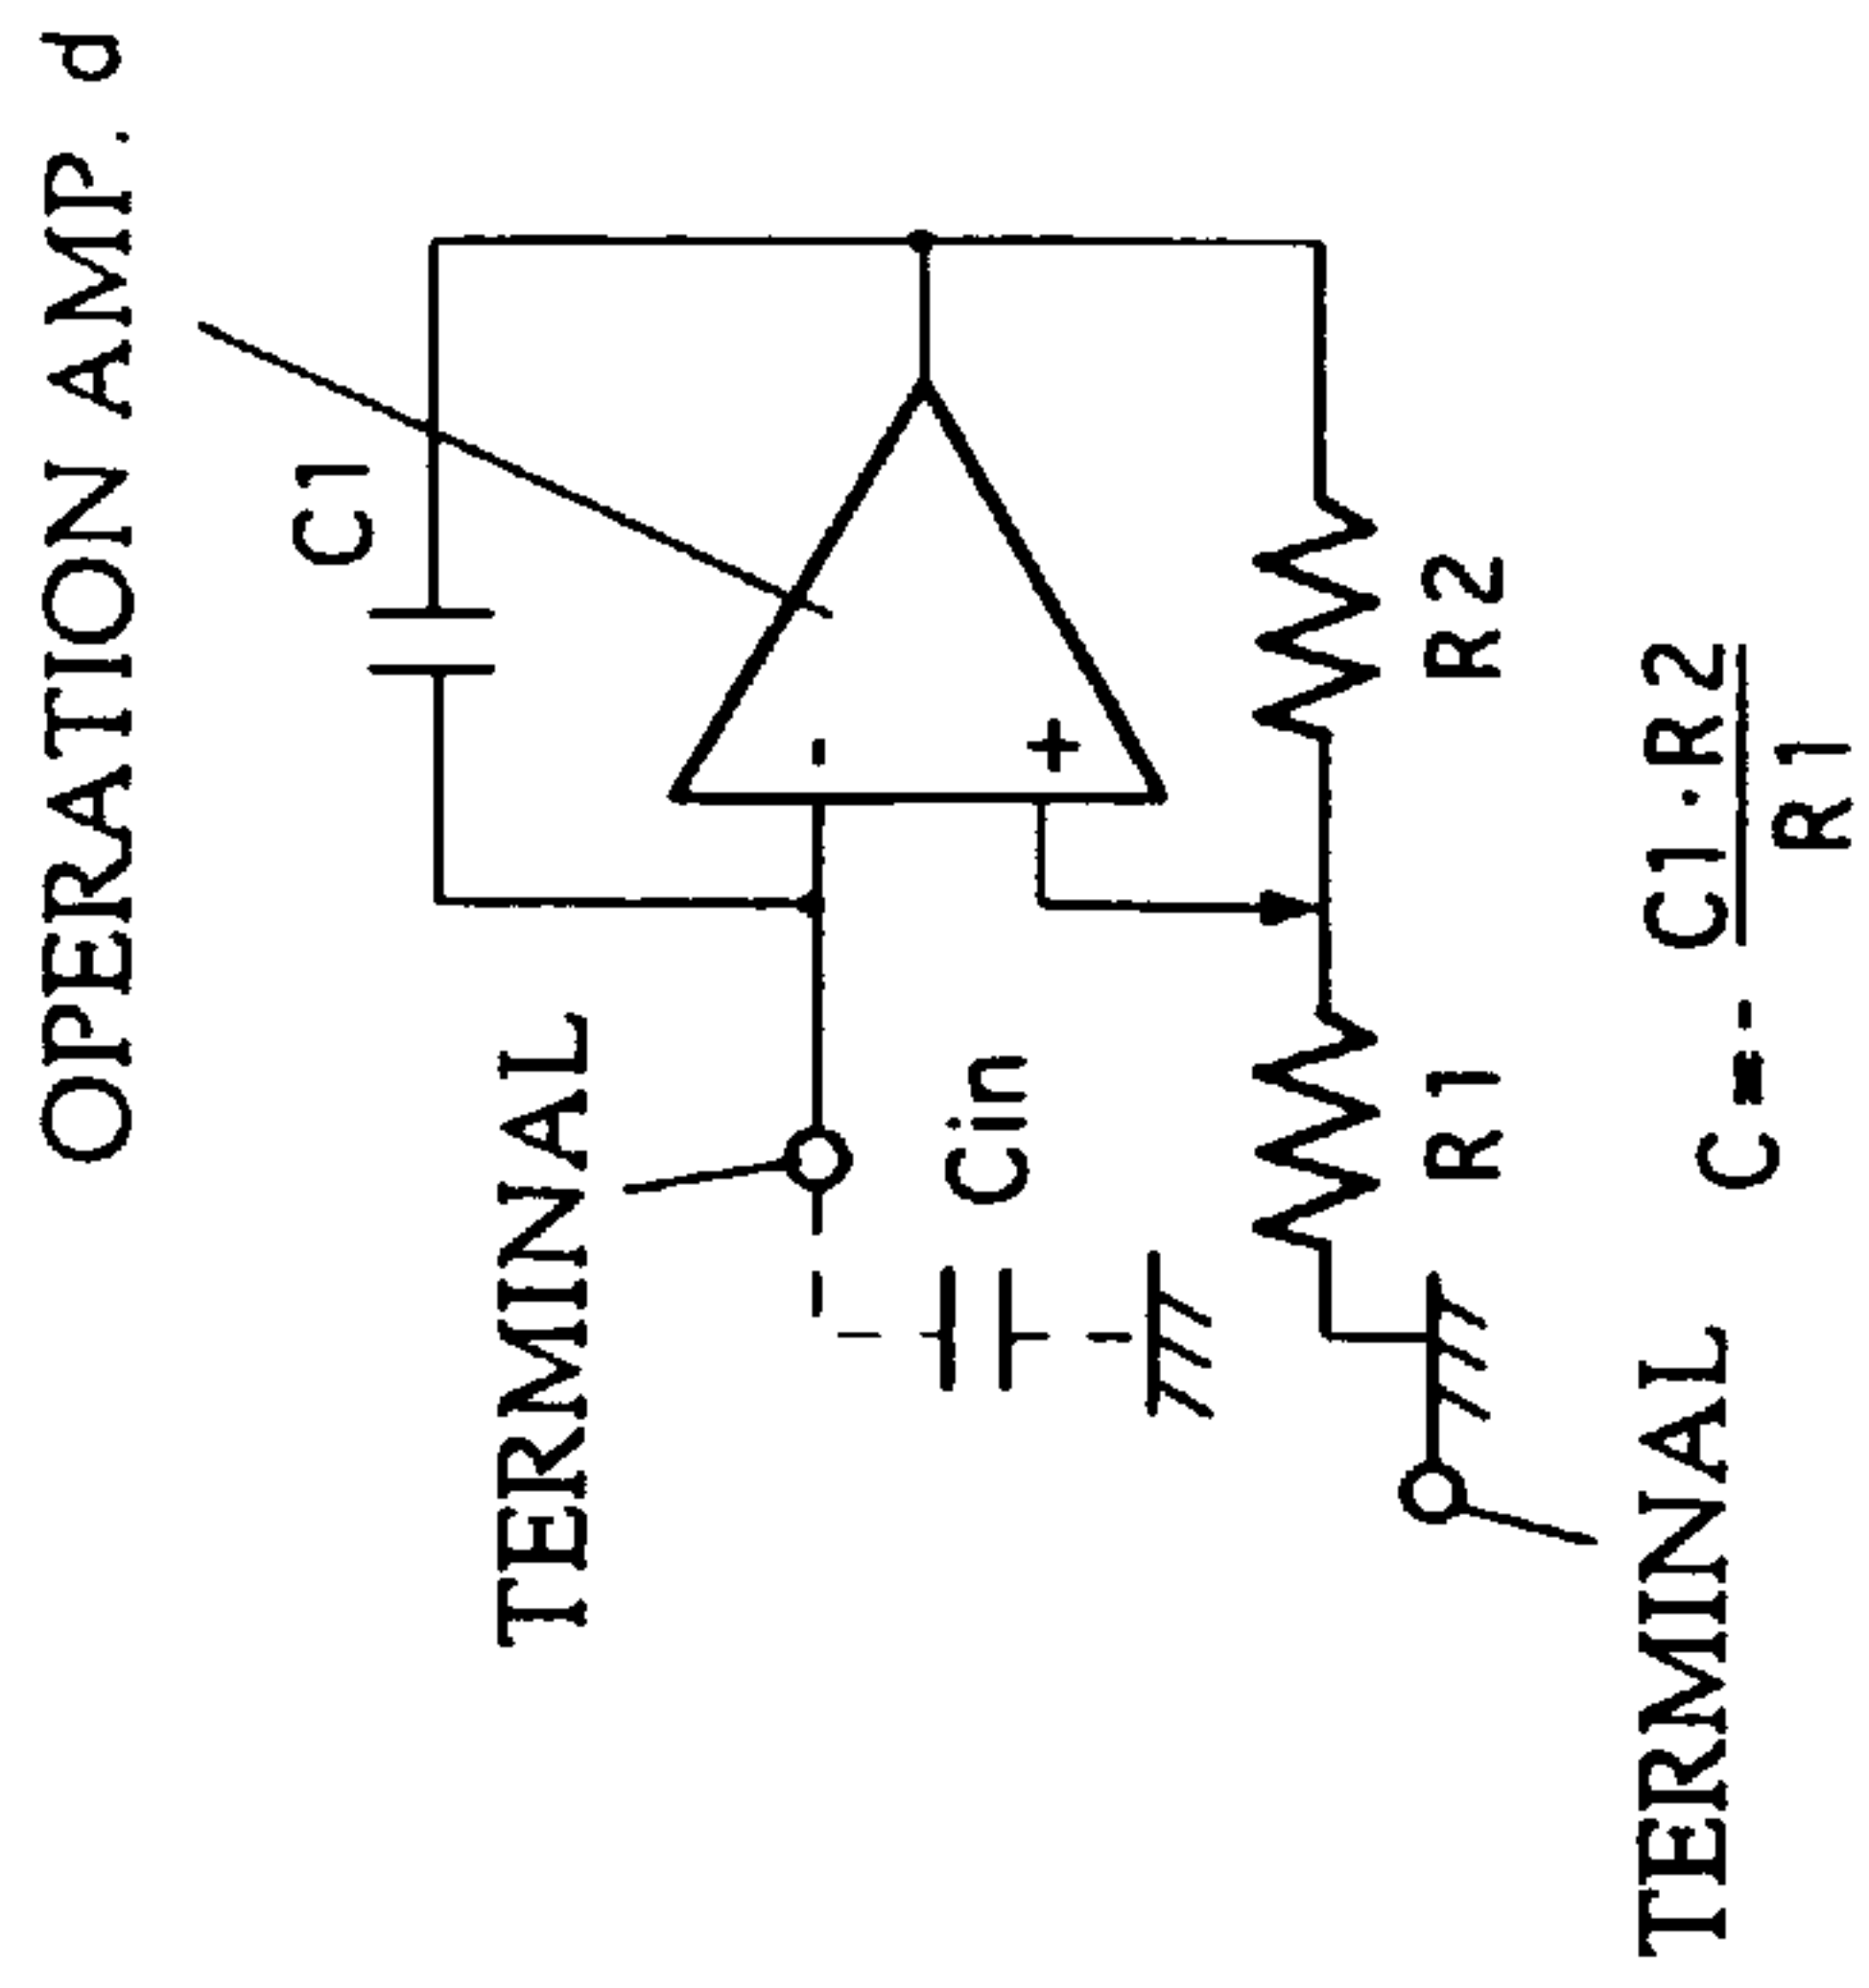 OPERATION AMP. d
C1
TERMINAL
-
+
Cin
R1
R2
TERMINAL
C = - C1·R2
R1